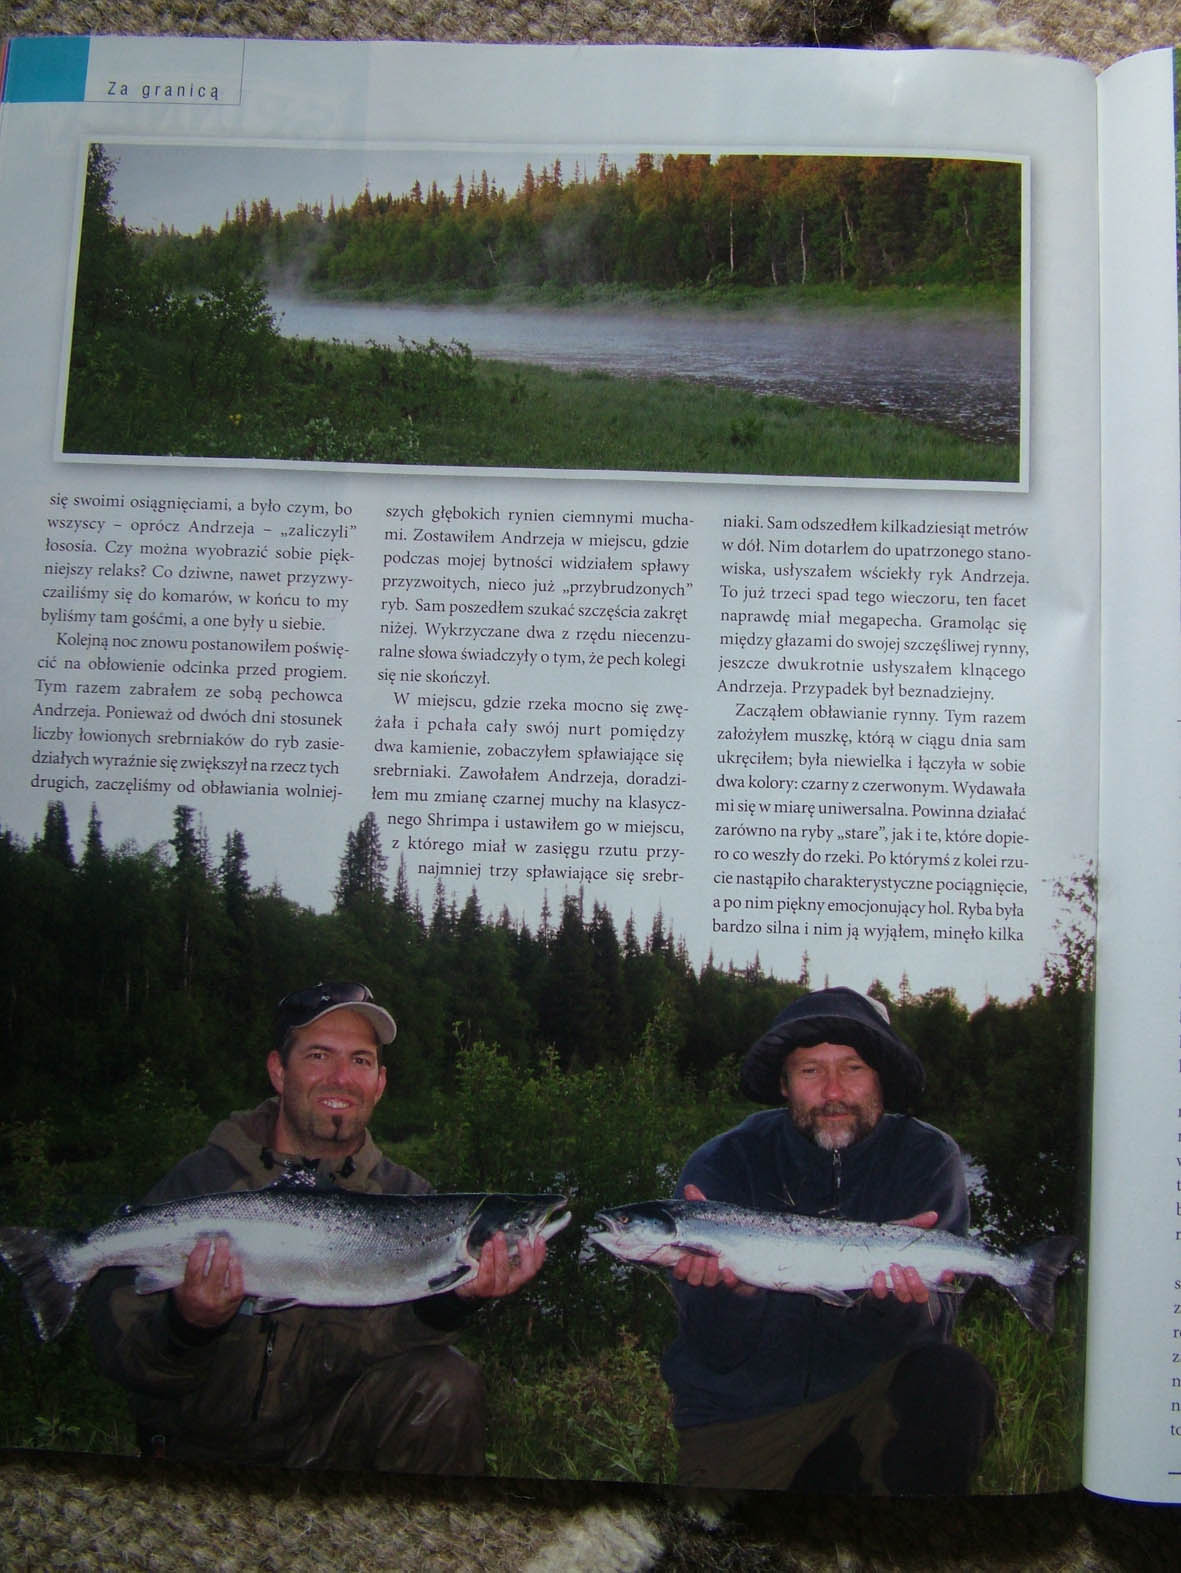 Za granicą
się swoimi osiągnięciami, a było czym, bo
wszyscy – oprócz Andrzeja – „zaliczyli”
łososia. Czy można wyobrazić sobie pięk-
niejszy relaks? Co dziwne, nawet przyzwy-
czailiśmy się do komarów, w końcu to my
byliśmy tam gośćmi, a one były u siebie.
Kolejną noc znowu postanowiłem poświę-
cić na obłowienie odcinka przed progiem.
Tym razem zabrałem ze sobą pechowca
Andrzeja. Ponieważ od dwóch dni stosunek
liczby łowionych srebrniaków do ryb zasie-
działych wyraźnie się zwiększył na rzecz tych
drugich, zaczęliśmy od obławiania wolniej-
szych głębokich rynien ciemnymi mucha-
mi. Zostawiłem Andrzeja w miejscu, gdzie
podczas mojej bytności widziałem spławy
przyzwoitych, nieco już „przybrudzonych”
ryb. Sam poszedłem szukać szczęścia zakręt
niżej. Wykrzyczane dwa z rzędu niecenzu-
ralne słowa świadczyły o tym, że pech kolegi
się nie skończył.
W miejscu, gdzie rzeka mocno się zwę-
żała i pchała cały swój nurt pomiędzy
dwa kamienie, zobaczyłem spławiające się
srebrniaki. Zawołałem Andrzeja, doradzi-
łem mu zmianę czarnej muchy na klasycz-
nego Shrimpa i ustawiłem go w miejscu,
z którego miał w zasięgu rzutu przy-
najmniej trzy spławiające się srebr-
niaki. Sam odszedłem kilkadziesiąt metrów
w dół. Nim dotarłem do upatrzonego stano-
wiska, usłyszałem wściekły ryk Andrzeja.
To już trzeci spad tego wieczoru, ten facet
naprawdę miał megapecha. Gramoląc się
między głazami do swojej szczęśliwej rynny,
jeszcze dwukrotnie usłyszałem klnącego
Andrzeja. Przypadek był beznadziejny.
Zacząłem obławianie rynny. Tym razem
założyłem muszkę, którą w ciągu dnia sam
ukręciłem; była niewielka i łączyła w sobie
dwa kolory: czarny z czerwonym. Wydawała
mi się w miarę uniwersalna. Powinna działać
zarówno na ryby „stare”, jak i te, które dopie-
ro co weszły do rzeki. Po którymś z kolei rzu-
cie nastąpiło charakterystyczne pociągnięcie,
a po nim piękny emocjonujący hol. Ryba była
bardzo silna i nim ją wyjąłem, minęło kilka